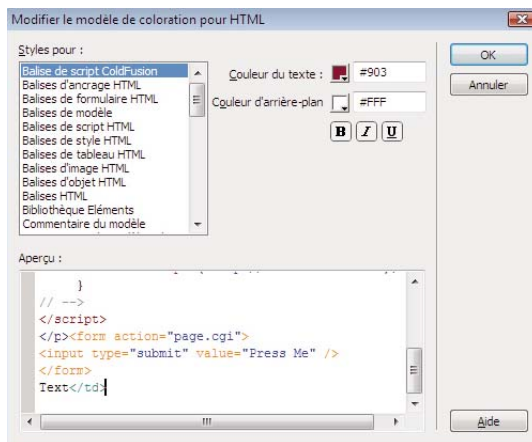 Modifier le modèle de coloration pour HTML
Styles pour :
Balise de script ColdFusion
Balises d'ancrage HTML
Balises de formulaire HTML
Balises de modèle
Balises de script HTML
Balises de style HTML
Balises de tableau HTML
Balises d'image HTML
Balises d'objet HTML
Balises HTML
Bibliothèque Eléments
Commentaire du modèle
Couleur du texte : #903
Couleur d'arrière-plan #FFF
B I U
OK
Annuler
Aperçu :
}
// -->
</script>
</p><form action="page.cgi">
<input type="submit" value="Press Me" />
</form>
Text</td>
Aide